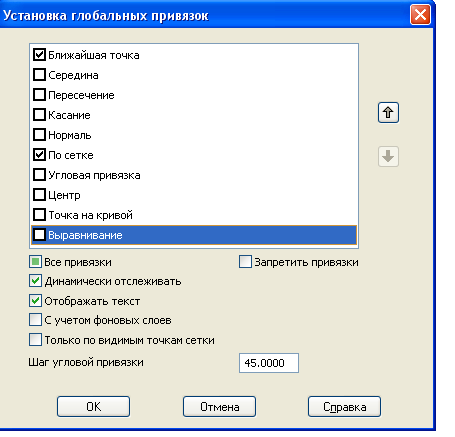 Установка глобальных привязок
Ближайшая точка
Середина
Пересечение
Касание
Нормаль
По сетке
Угловая привязка
Центр
Точка на кривой
Выравнивание
Все привязки Запретить привязки
Динамически отслеживать
Отображать текст
С учетом фоновых слоев
Только по видимым точкам сетки
Шаг угловой привязки 45.0000
OK Отмена Справка